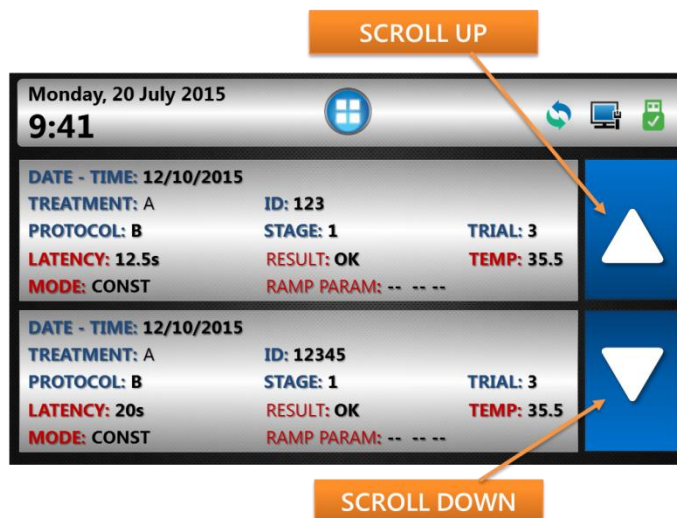 SCROLL UP
Monday, 20 July 2015
9:41
DATE - TIME: 12/10/2015
TREATMENT: A ID: 123
PROTOCOL: B STAGE: 1 TRIAL: 3
LATENCY: 12.5s RESULT: OK TEMP: 35.5
MODE: CONST RAMP PARAM: -- -- --
DATE - TIME: 12/10/2015
TREATMENT: A ID: 12345
PROTOCOL: B STAGE: 1 TRIAL: 3
LATENCY: 20s RESULT: OK TEMP: 35.5
MODE: CONST RAMP PARAM: -- -- --
SCROLL DOWN